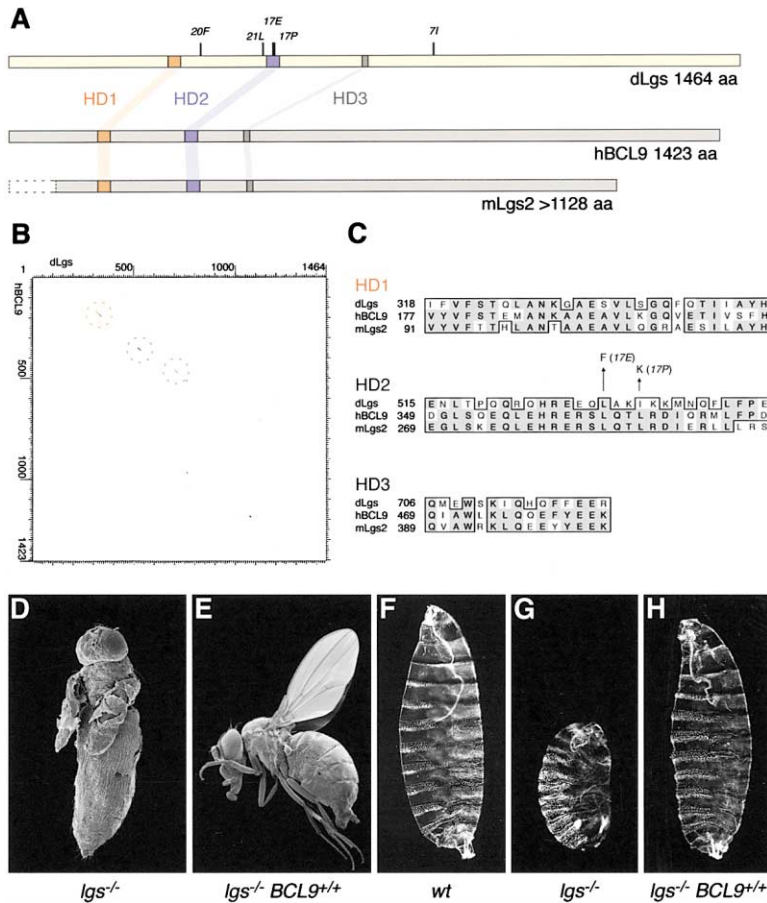 A
20F 21L 17E 17P 7I
dLgs 1464 aa
HD1 HD2 HD3
hBCL9 1423 aa
mLgs2 >1128 aa
B
dLgs
1 500 1000 1464
hBCL9
500
1000
1423
C
HD1
dLgs 318 I F V F S T Q L A N K G A E S V L S G Q F Q T I I A Y H
hBCL9 177 V Y V F S T E M A N K A A E A V L K G Q V E T I V S F H
mLgs2 91 V Y V F T T H L A N T A A E A V L Q G R A E S I L A Y H
F (17E)
K (17P)
HD2
dLgs 515 E N L T P Q Q R Q H R E E Q L A K I K K M N Q F L F P E
hBCL9 349 D G L S Q E Q L E H R E R S L Q T L R D I Q R M L F P D
mLgs2 269 E G L S K E Q L E H R E R S L Q T L R D I E R L L L R S
HD3
dLgs 706 Q M E W S K I Q H Q F F E E R
hBCL9 469 Q I A W L K L Q Q E F Y E E K
mLgs2 389 Q V A W R K L Q E E Y Y E E K
D E F G H
lgs-/- lgs-/- BCL9+/+ wt lgs-/- lgs-/- BCL9+/+